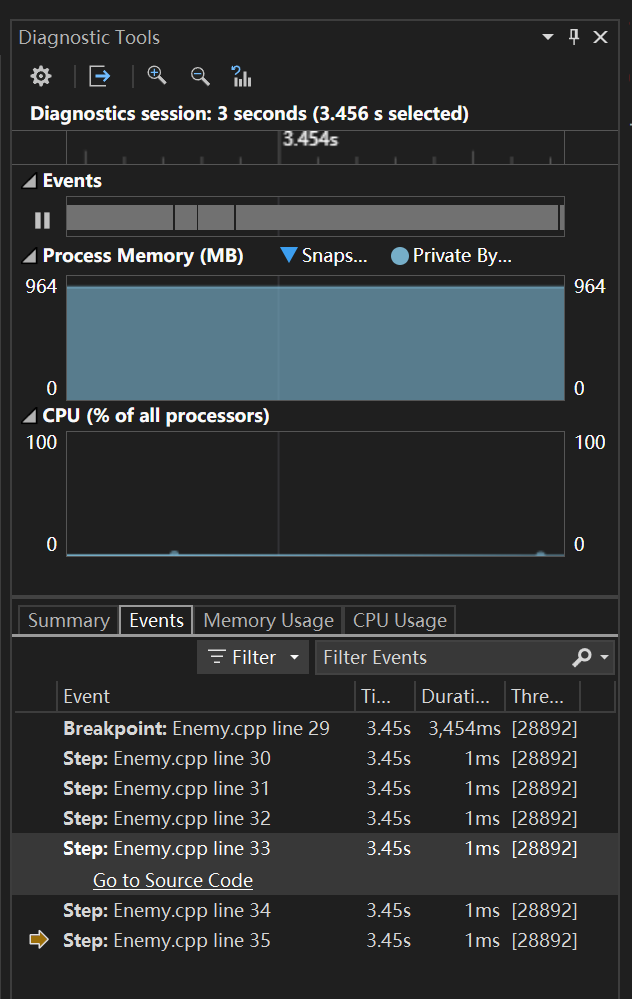 Diagnostic Tools
Diagnostics session: 3 seconds (3.456 s selected)
3.454s
Events
Process Memory (MB) Snaps... Private By...
964 964
0 0
CPU (% of all processors)
100 100
0 0
Summary Events Memory Usage CPU Usage
Filter Filter Events
Event Ti... Durati... Thre...
Breakpoint: Enemy.cpp line 29 3.45s 3,454ms [28892]
Step: Enemy.cpp line 30 3.45s 1ms [28892]
Step: Enemy.cpp line 31 3.45s 1ms [28892]
Step: Enemy.cpp line 32 3.45s 1ms [28892]
Step: Enemy.cpp line 33 3.45s 1ms [28892]
Go to Source Code
Step: Enemy.cpp line 34 3.45s 1ms [28892]
Step: Enemy.cpp line 35 3.45s 1ms [28892]